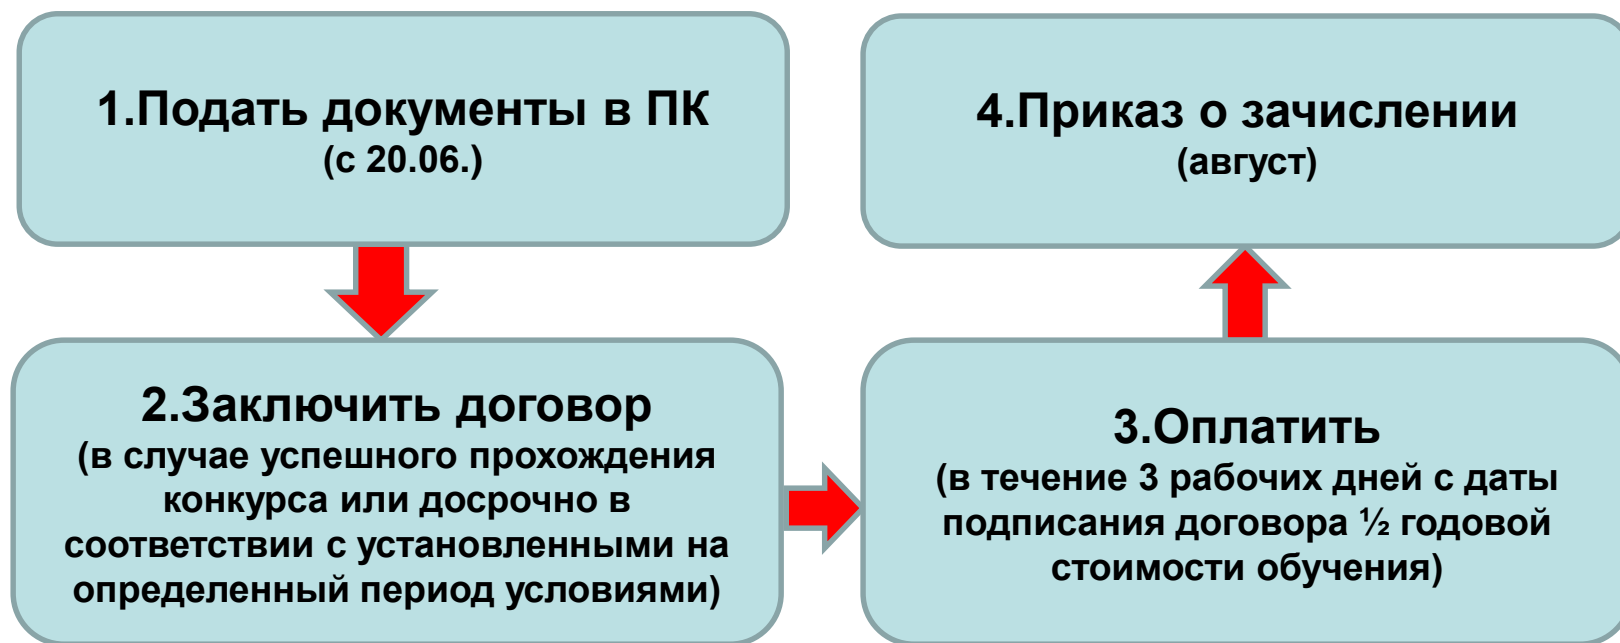 1.Подать документы в ПК
(с 20.06.)
2.Заключить договор
(в случае успешного прохождения
конкурса или досрочно в
соответствии с установленными на
определенный период условиями)
3.Оплатить
(в течение 3 рабочих дней с даты
подписания договора ½ годовой
стоимости обучения)
4.Приказ о зачислении
(август)